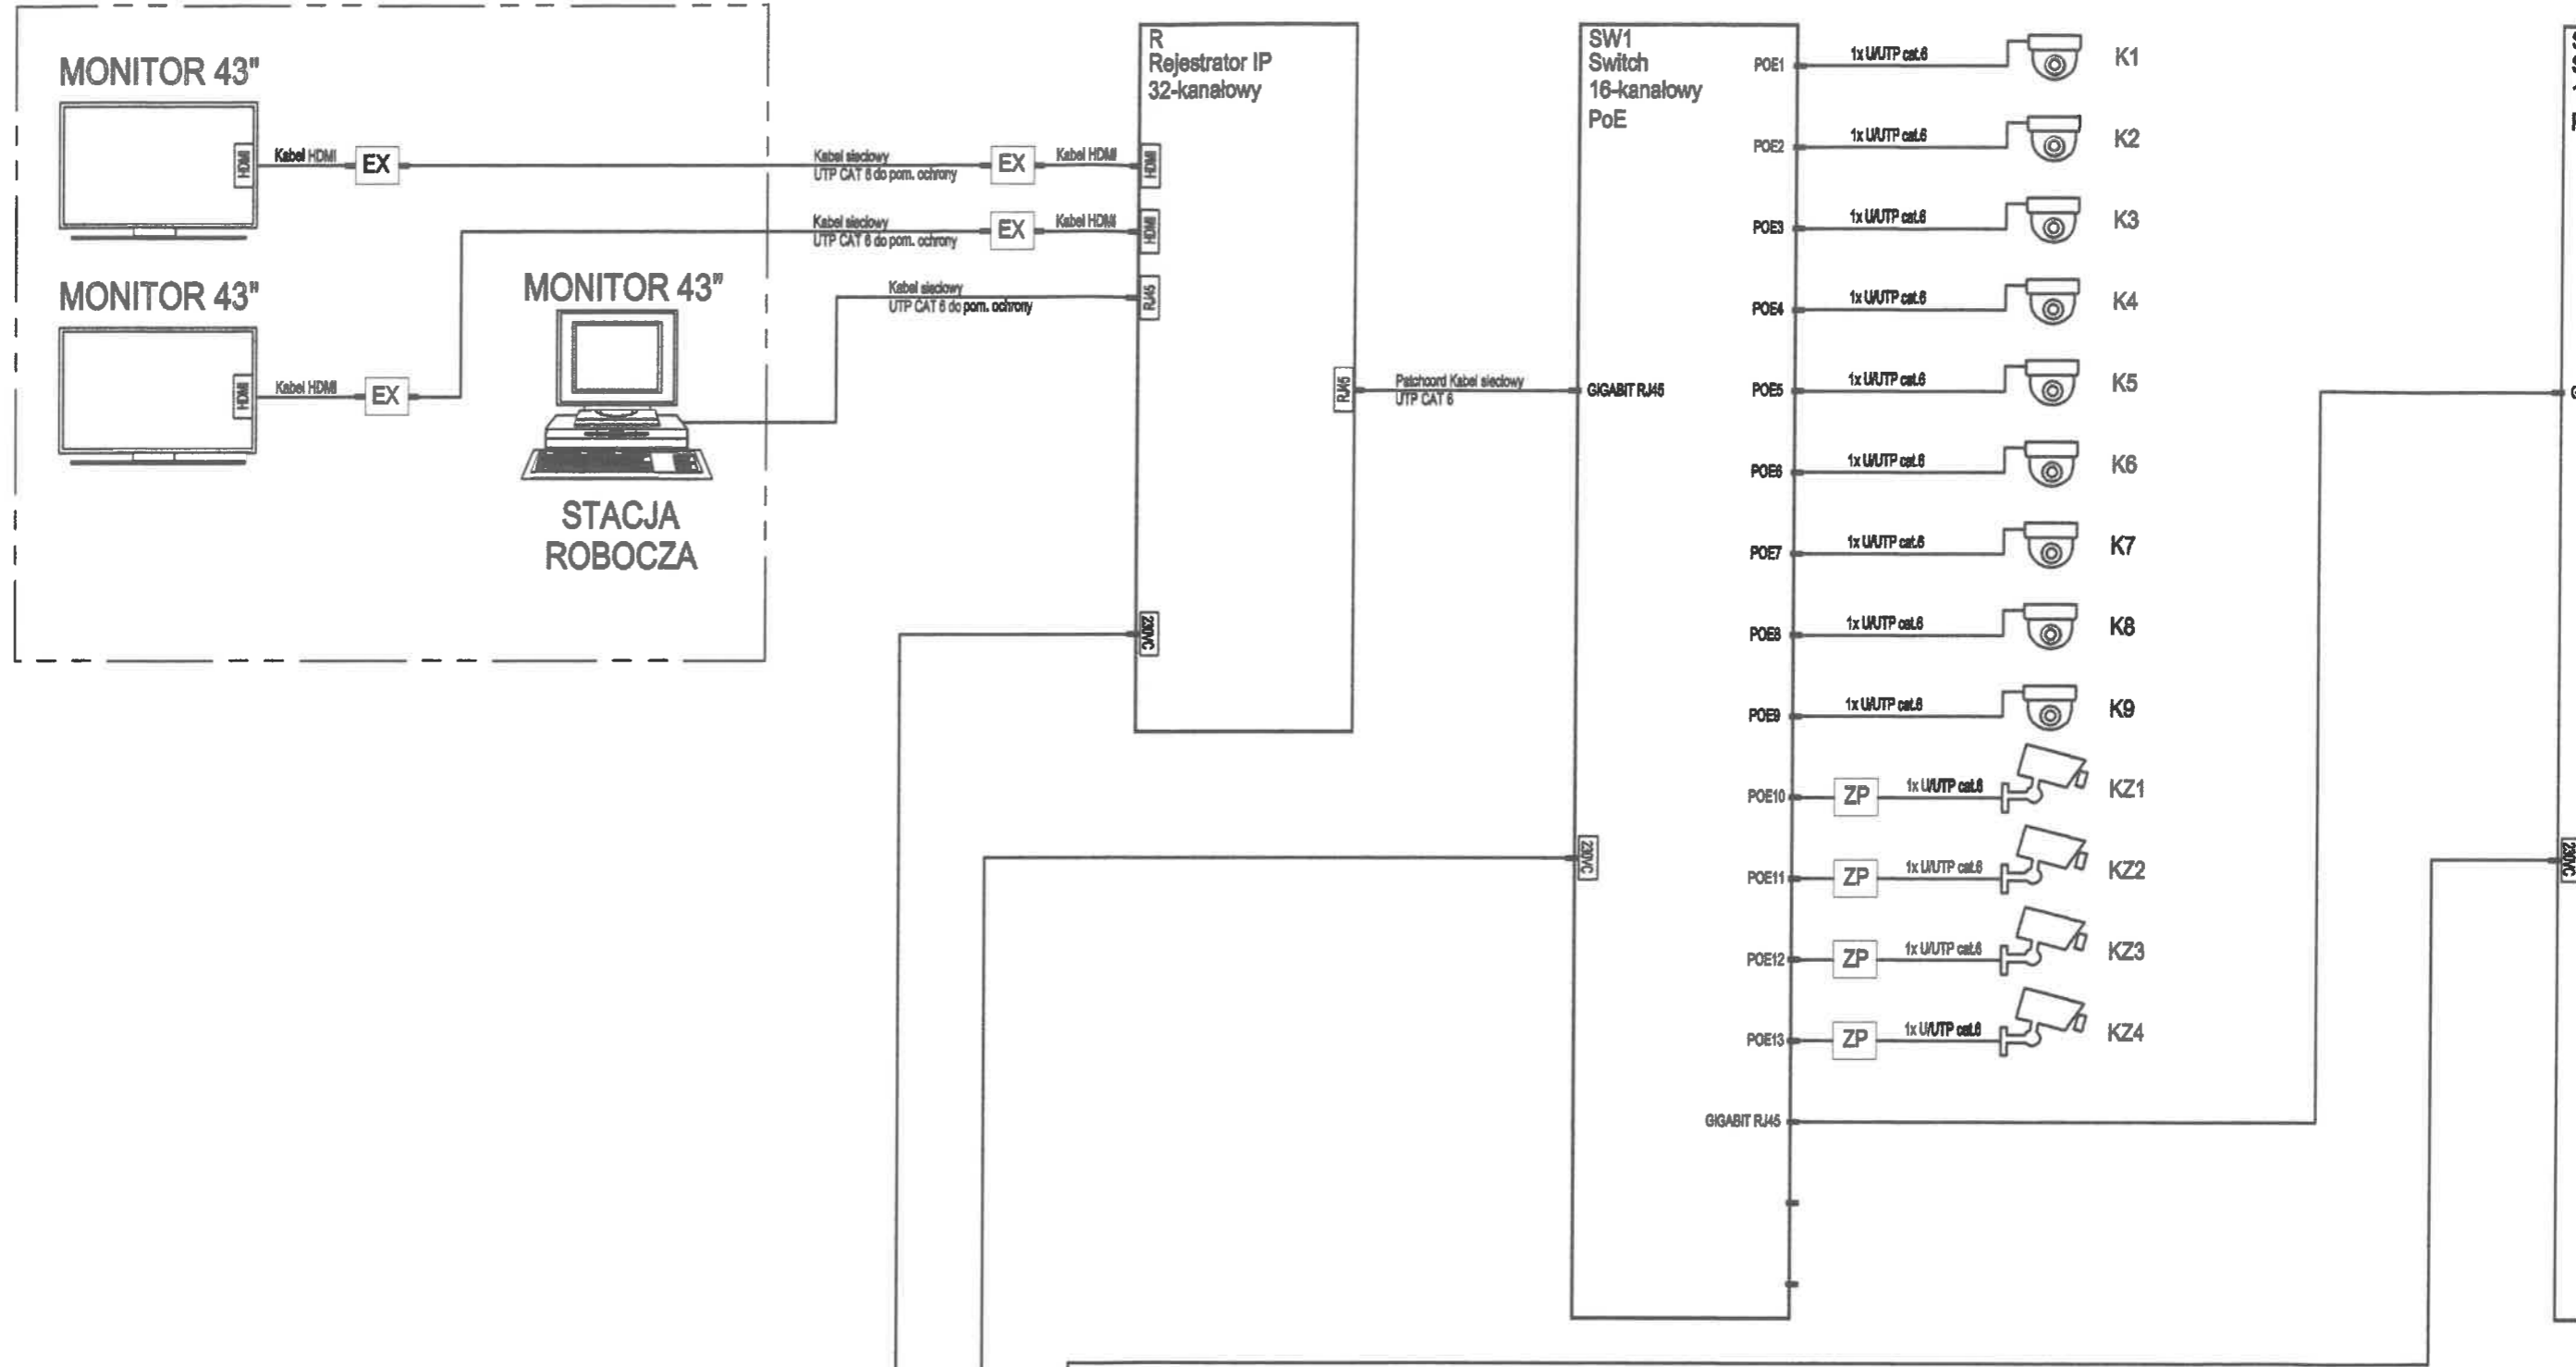 MONITOR 43"
HDMI
Kabel HDMI
EX
Kabel sieciowy
UTP CAT 6 do pom. ochrony
EX
Kabel HDMI
HDMI
Kabel sieciowy
UTP CAT 6 do pom. ochrony
EX
Kabel HDMI
HDMI
MONITOR 43"
HDMI
Kabel HDMI
EX
MONITOR 43"
STACJA
ROBOCZA
Kabel sieciowy
UTP CAT 6 do pom. ochrony
RJ45
R
Rejestrator IP
32-kanałowy
230VC
RJ45
Patchcord Kabel sieciowy
UTP CAT 6
SW1
Switch
16-kanałowy
PoE
GIGABIT RJ45
230VC
POE1
1x U/UTP cat.6
K1
POE2
1x U/UTP cat.6
K2
POE3
1x U/UTP cat.6
K3
POE4
1x U/UTP cat.6
K4
POE5
1x U/UTP cat.6
K5
POE6
1x U/UTP cat.6
K6
POE7
1x U/UTP cat.6
K7
POE8
1x U/UTP cat.6
K8
POE9
1x U/UTP cat.6
K9
POE10
ZP
1x U/UTP cat.6
KZ1
POE11
ZP
1x U/UTP cat.6
KZ2
POE12
ZP
1x U/UTP cat.6
KZ3
POE13
ZP
1x U/UTP cat.6
KZ4
GIGABIT RJ45
230VC